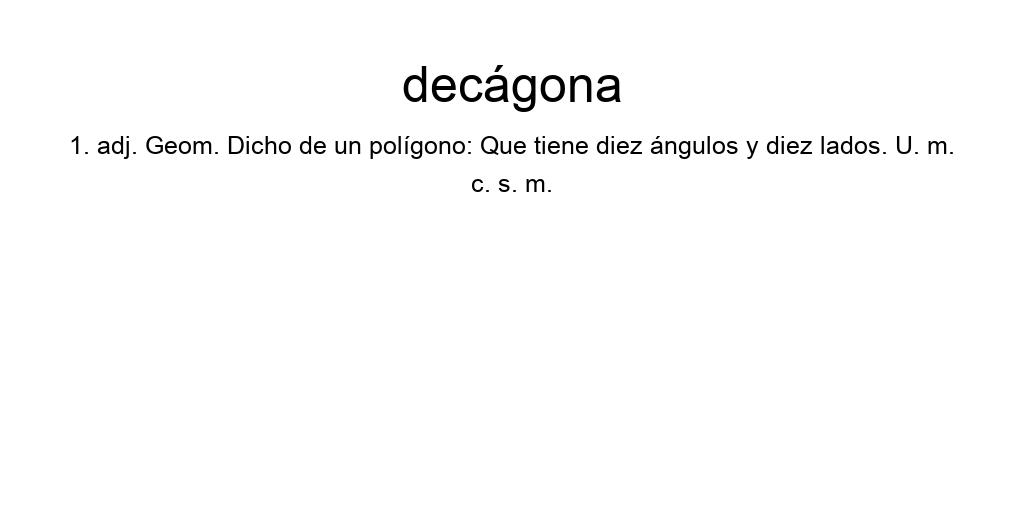 decágona
1. adj. Geom. Dicho de un polígono: Que tiene diez ángulos y diez lados. U. m.
c. s. m.